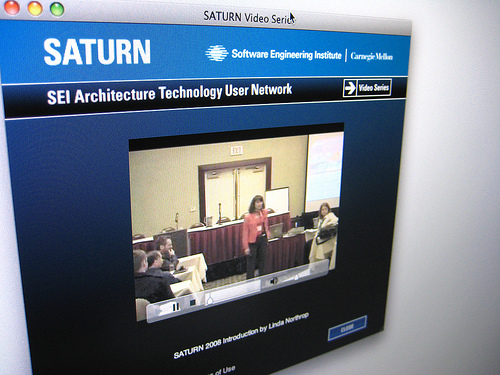 SATURN Video Series
SATURN
Software Engineering Institute | Carnegie Mellon
SEI Architecture Technology User Network
Video Series
SATURN 2008 Introduction by Linda Northrop
CLOSE
of Use